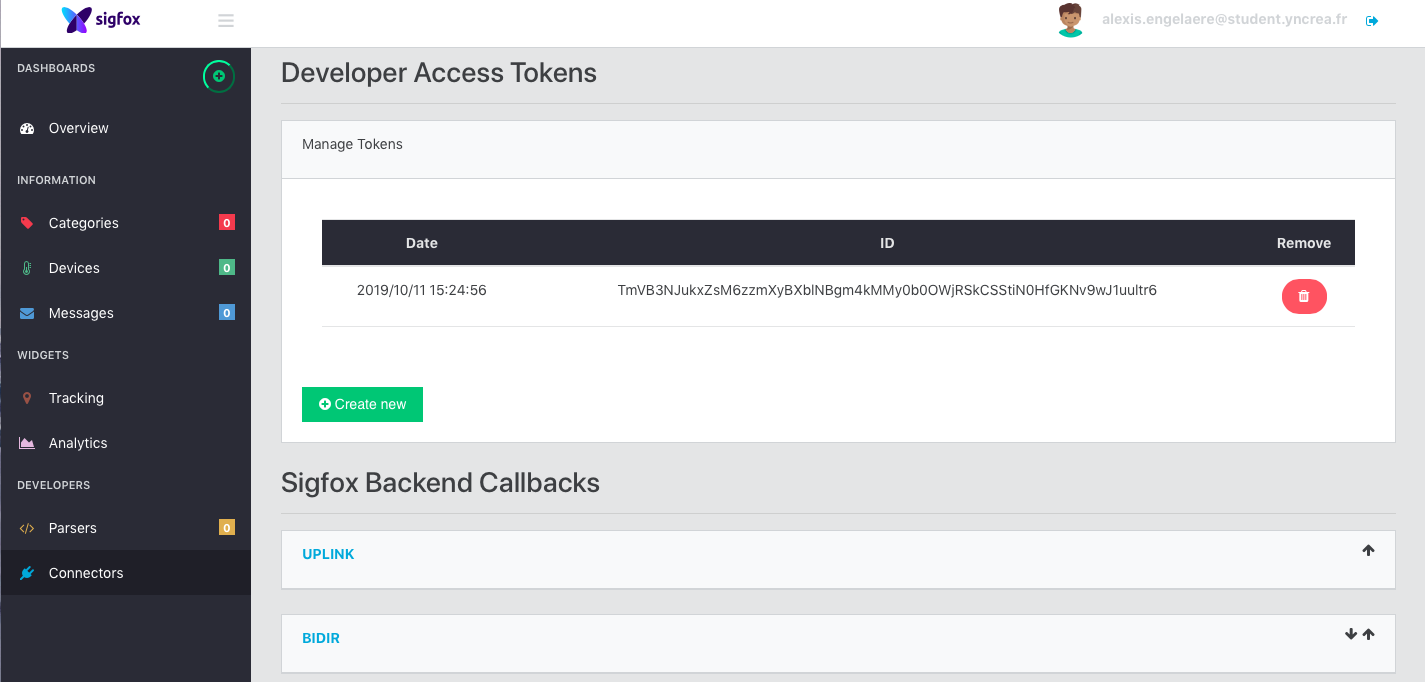 sigfox
alexis.engelaere@student.yncrea.fr
DASHBOARDS
Overview
INFORMATION
Categories 0
Devices 0
Messages 0
WIDGETS
Tracking
Analytics
DEVELOPERS
Parsers 0
Connectors
Developer Access Tokens
Manage Tokens
Date ID Remove
2019/10/11 15:24:56 TmVB3NJukxZsM6zzmXyBXblNBgm4kMMy0b0OWjRSkCSStiN0HfGKNv9wJ1uultr6
Create new
Sigfox Backend Callbacks
UPLINK
BIDIR